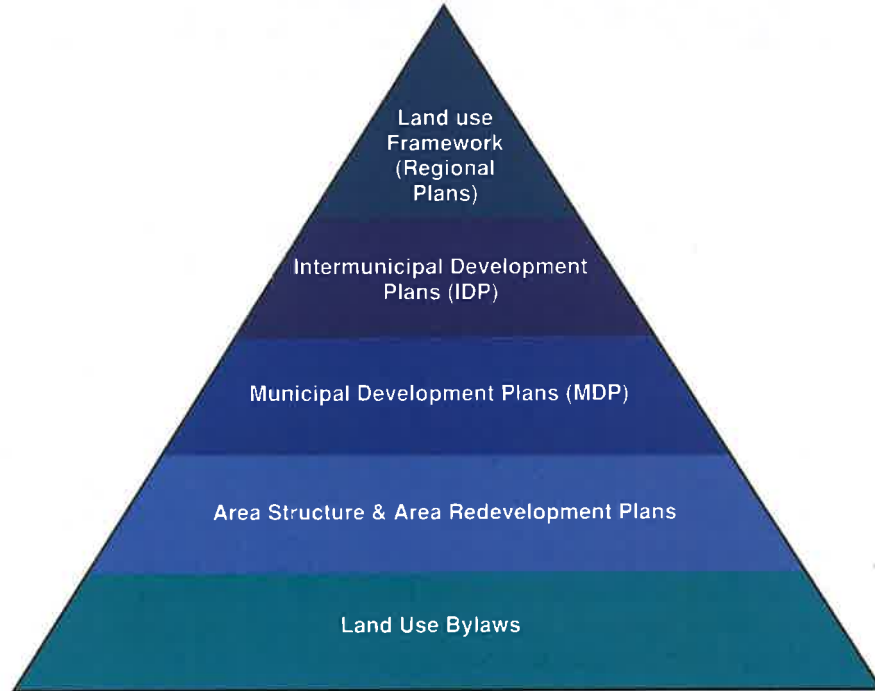 Land use
Framework
(Regional
Plans)
Intermunicipal Development
Plans (IDP)
Municipal Development Plans (MDP)
Area Structure & Area Redevelopment Plans
Land Use Bylaws